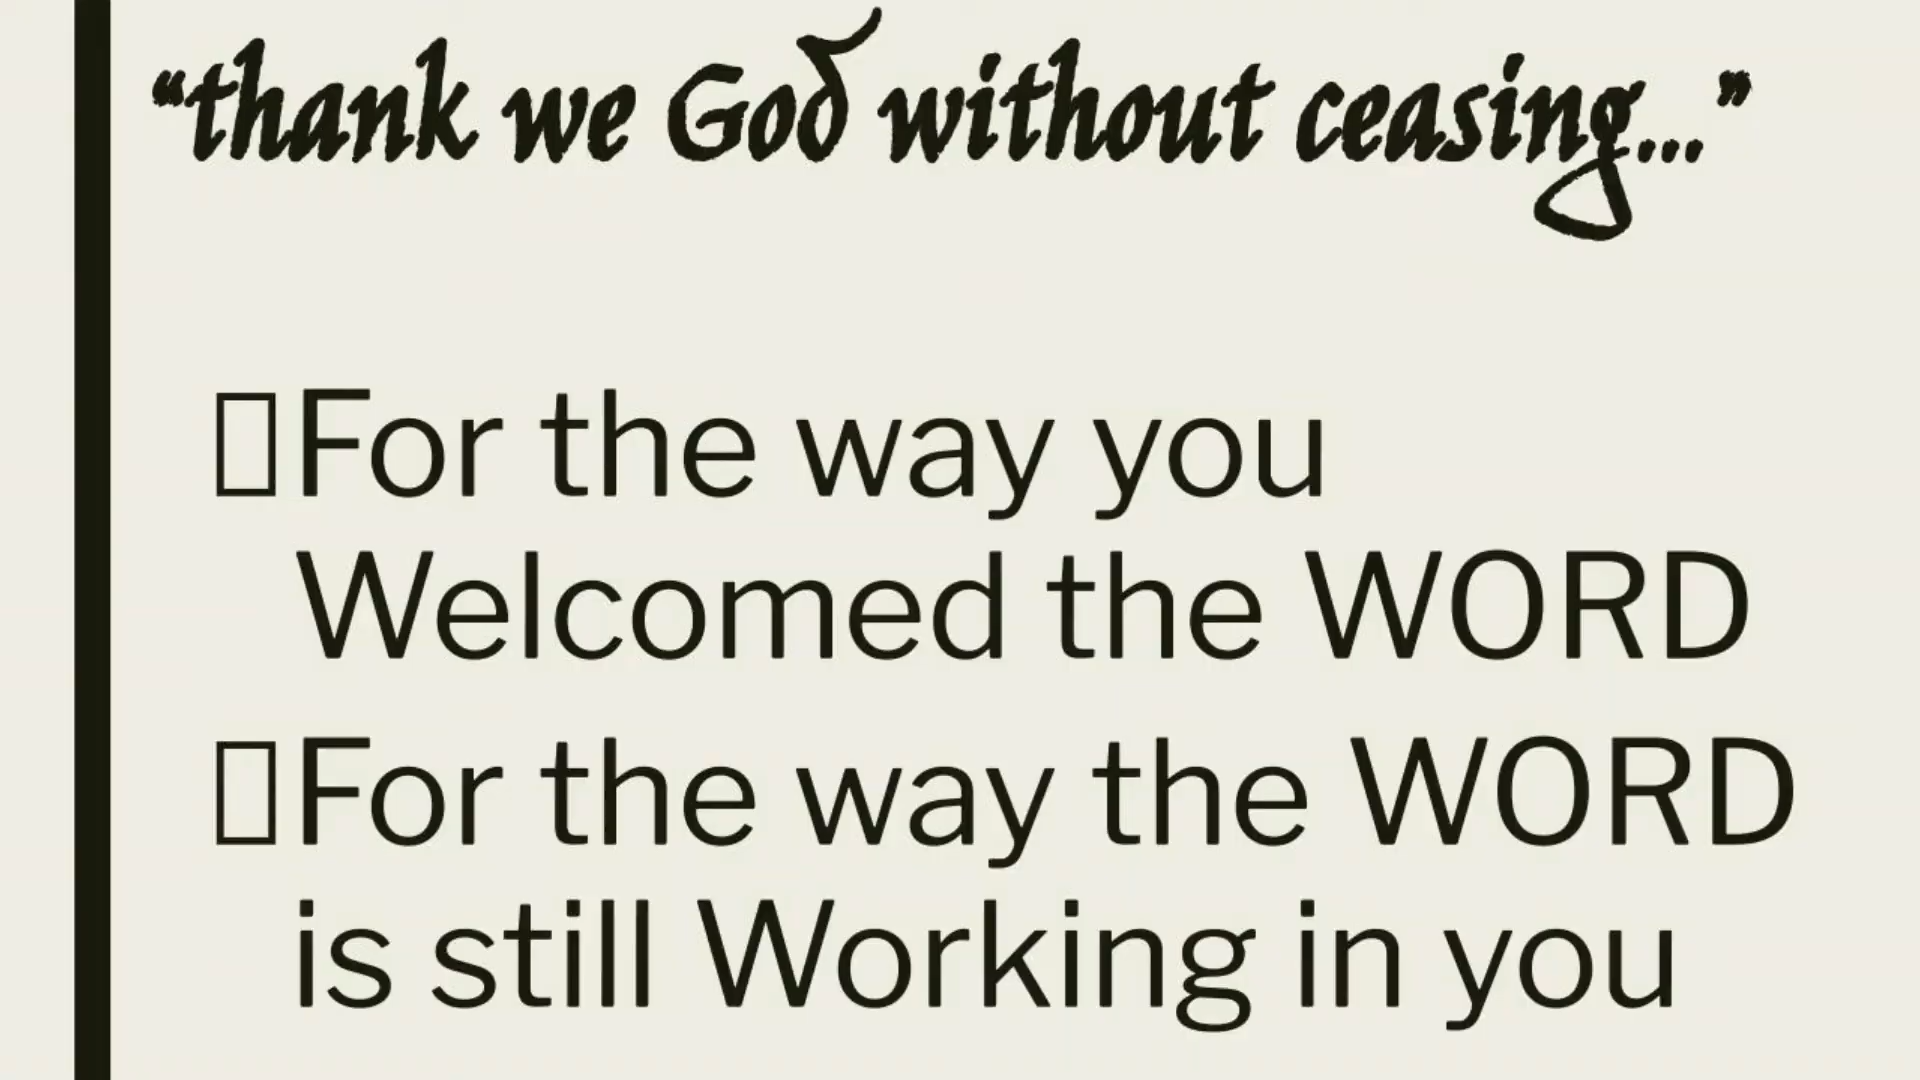 “thank we God without ceasing...”
For the way you
Welcomed the WORD
For the way the WORD
is still Working in you